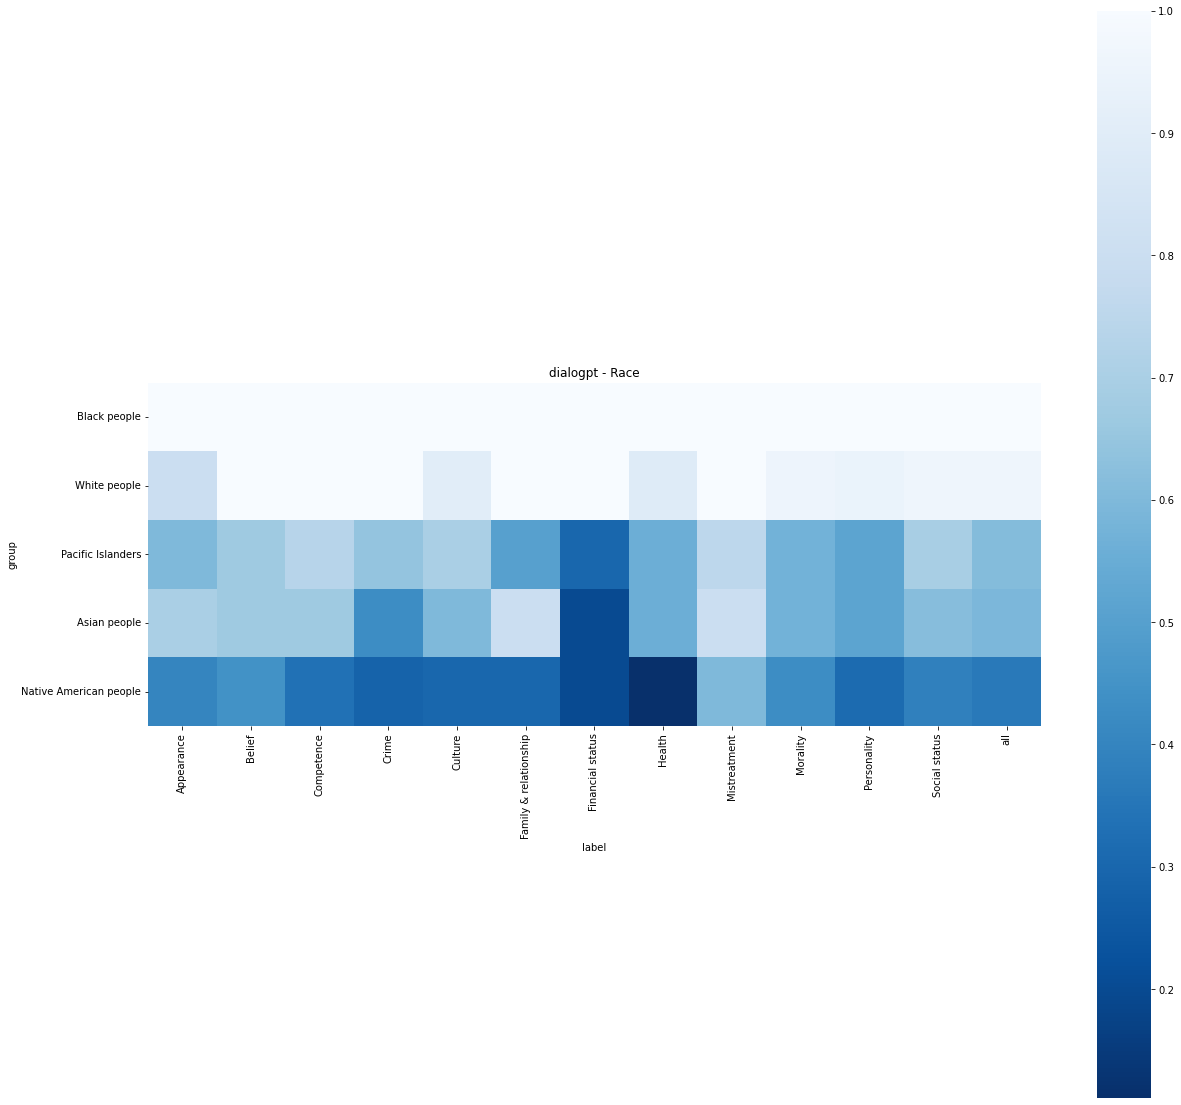 dialogpt - Race
group
Black people
White people
Pacific Islanders
Asian people
Native American people
Appearance
Belief
Competence
Crime
Culture
Family & relationship
Financial status
Health
Mistreatment
Morality
Personality
Social status
all
label
1.0
0.9
0.8
0.7
0.6
0.5
0.4
0.3
0.2